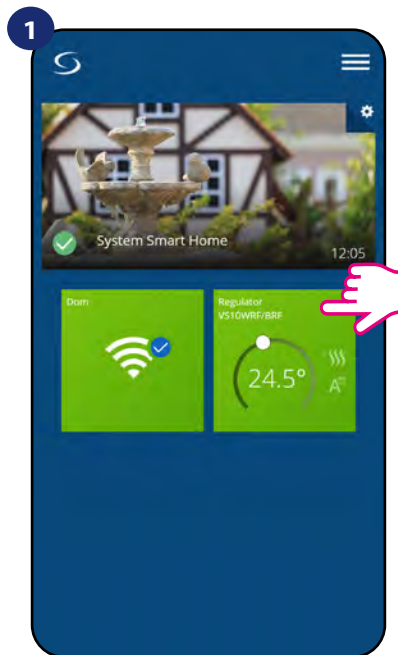 1
System Smart Home
12:05
Dom
Regulator
VS10WRF/BRF
24.5°